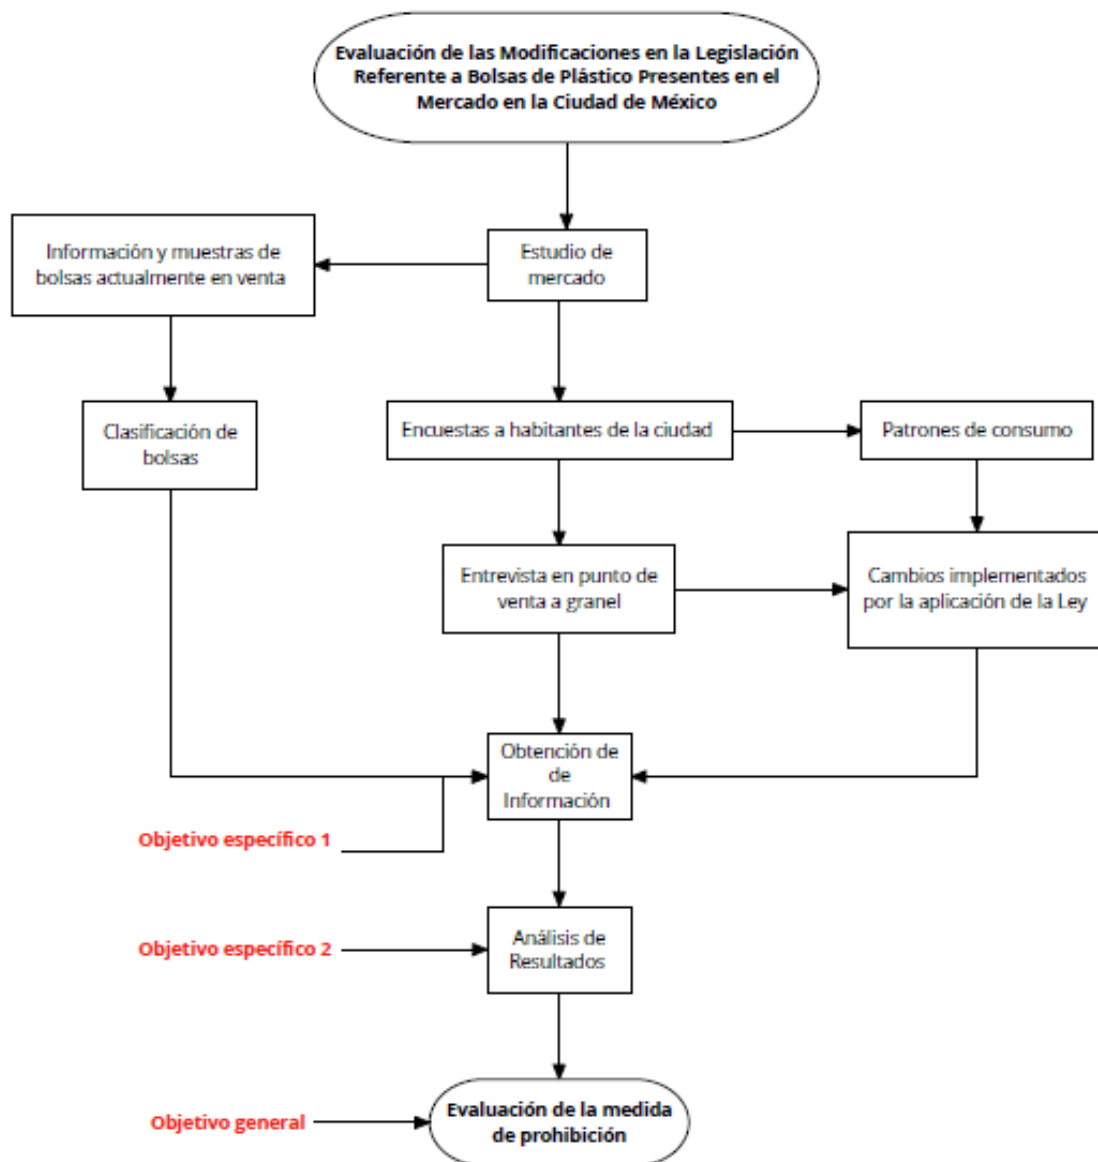 Evaluación de las Modificaciones en la Legislación
Referente a Bolsas de Plástico Presentes en el
Mercado en la Ciudad de México
Información y muestras de
bolsas actualmente en venta
Estudio de
mercado
Clasificación de
bolsas
Encuestas a habitantes de la ciudad
Patrones de consumo
Entrevista en punto de
venta a granel
Cambios implementados
por la aplicación de la Ley
Obtención de
de
Información
Objetivo específico 1
Objetivo específico 2
Análisis de
Resultados
Objetivo general
Evaluación de la medida
de prohibición